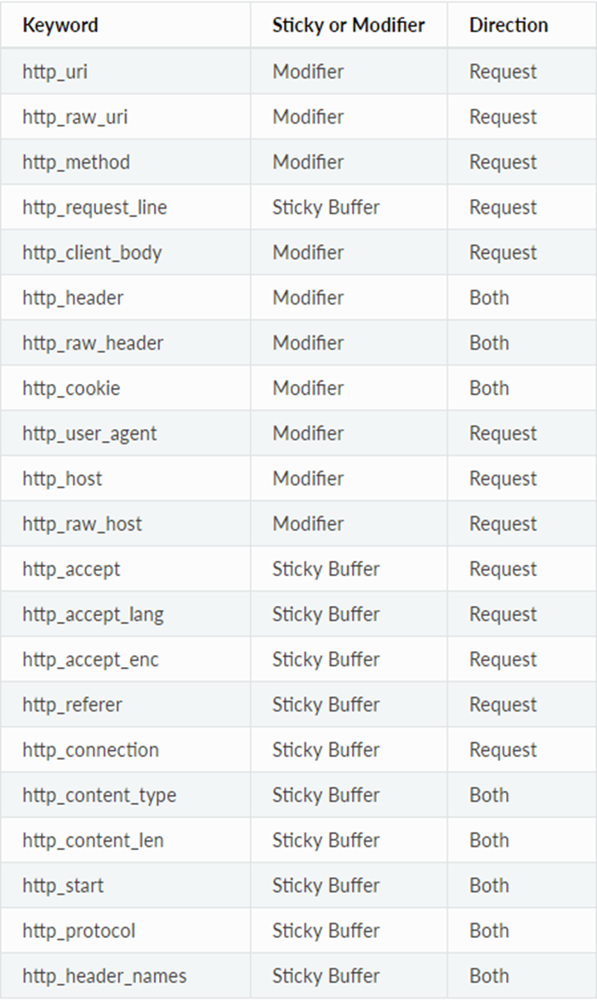 Keyword Sticky or Modifier Direction
http_uri Modifier Request
http_raw_uri Modifier Request
http_method Modifier Request
http_request_line Sticky Buffer Request
http_client_body Modifier Request
http_header Modifier Both
http_raw_header Modifier Both
http_cookie Modifier Both
http_user_agent Modifier Request
http_host Modifier Request
http_raw_host Modifier Request
http_accept Sticky Buffer Request
http_accept_lang Sticky Buffer Request
http_accept_enc Sticky Buffer Request
http_referer Sticky Buffer Request
http_connection Sticky Buffer Request
http_content_type Sticky Buffer Both
http_content_len Sticky Buffer Both
http_start Sticky Buffer Both
http_protocol Sticky Buffer Both
http_header_names Sticky Buffer Both